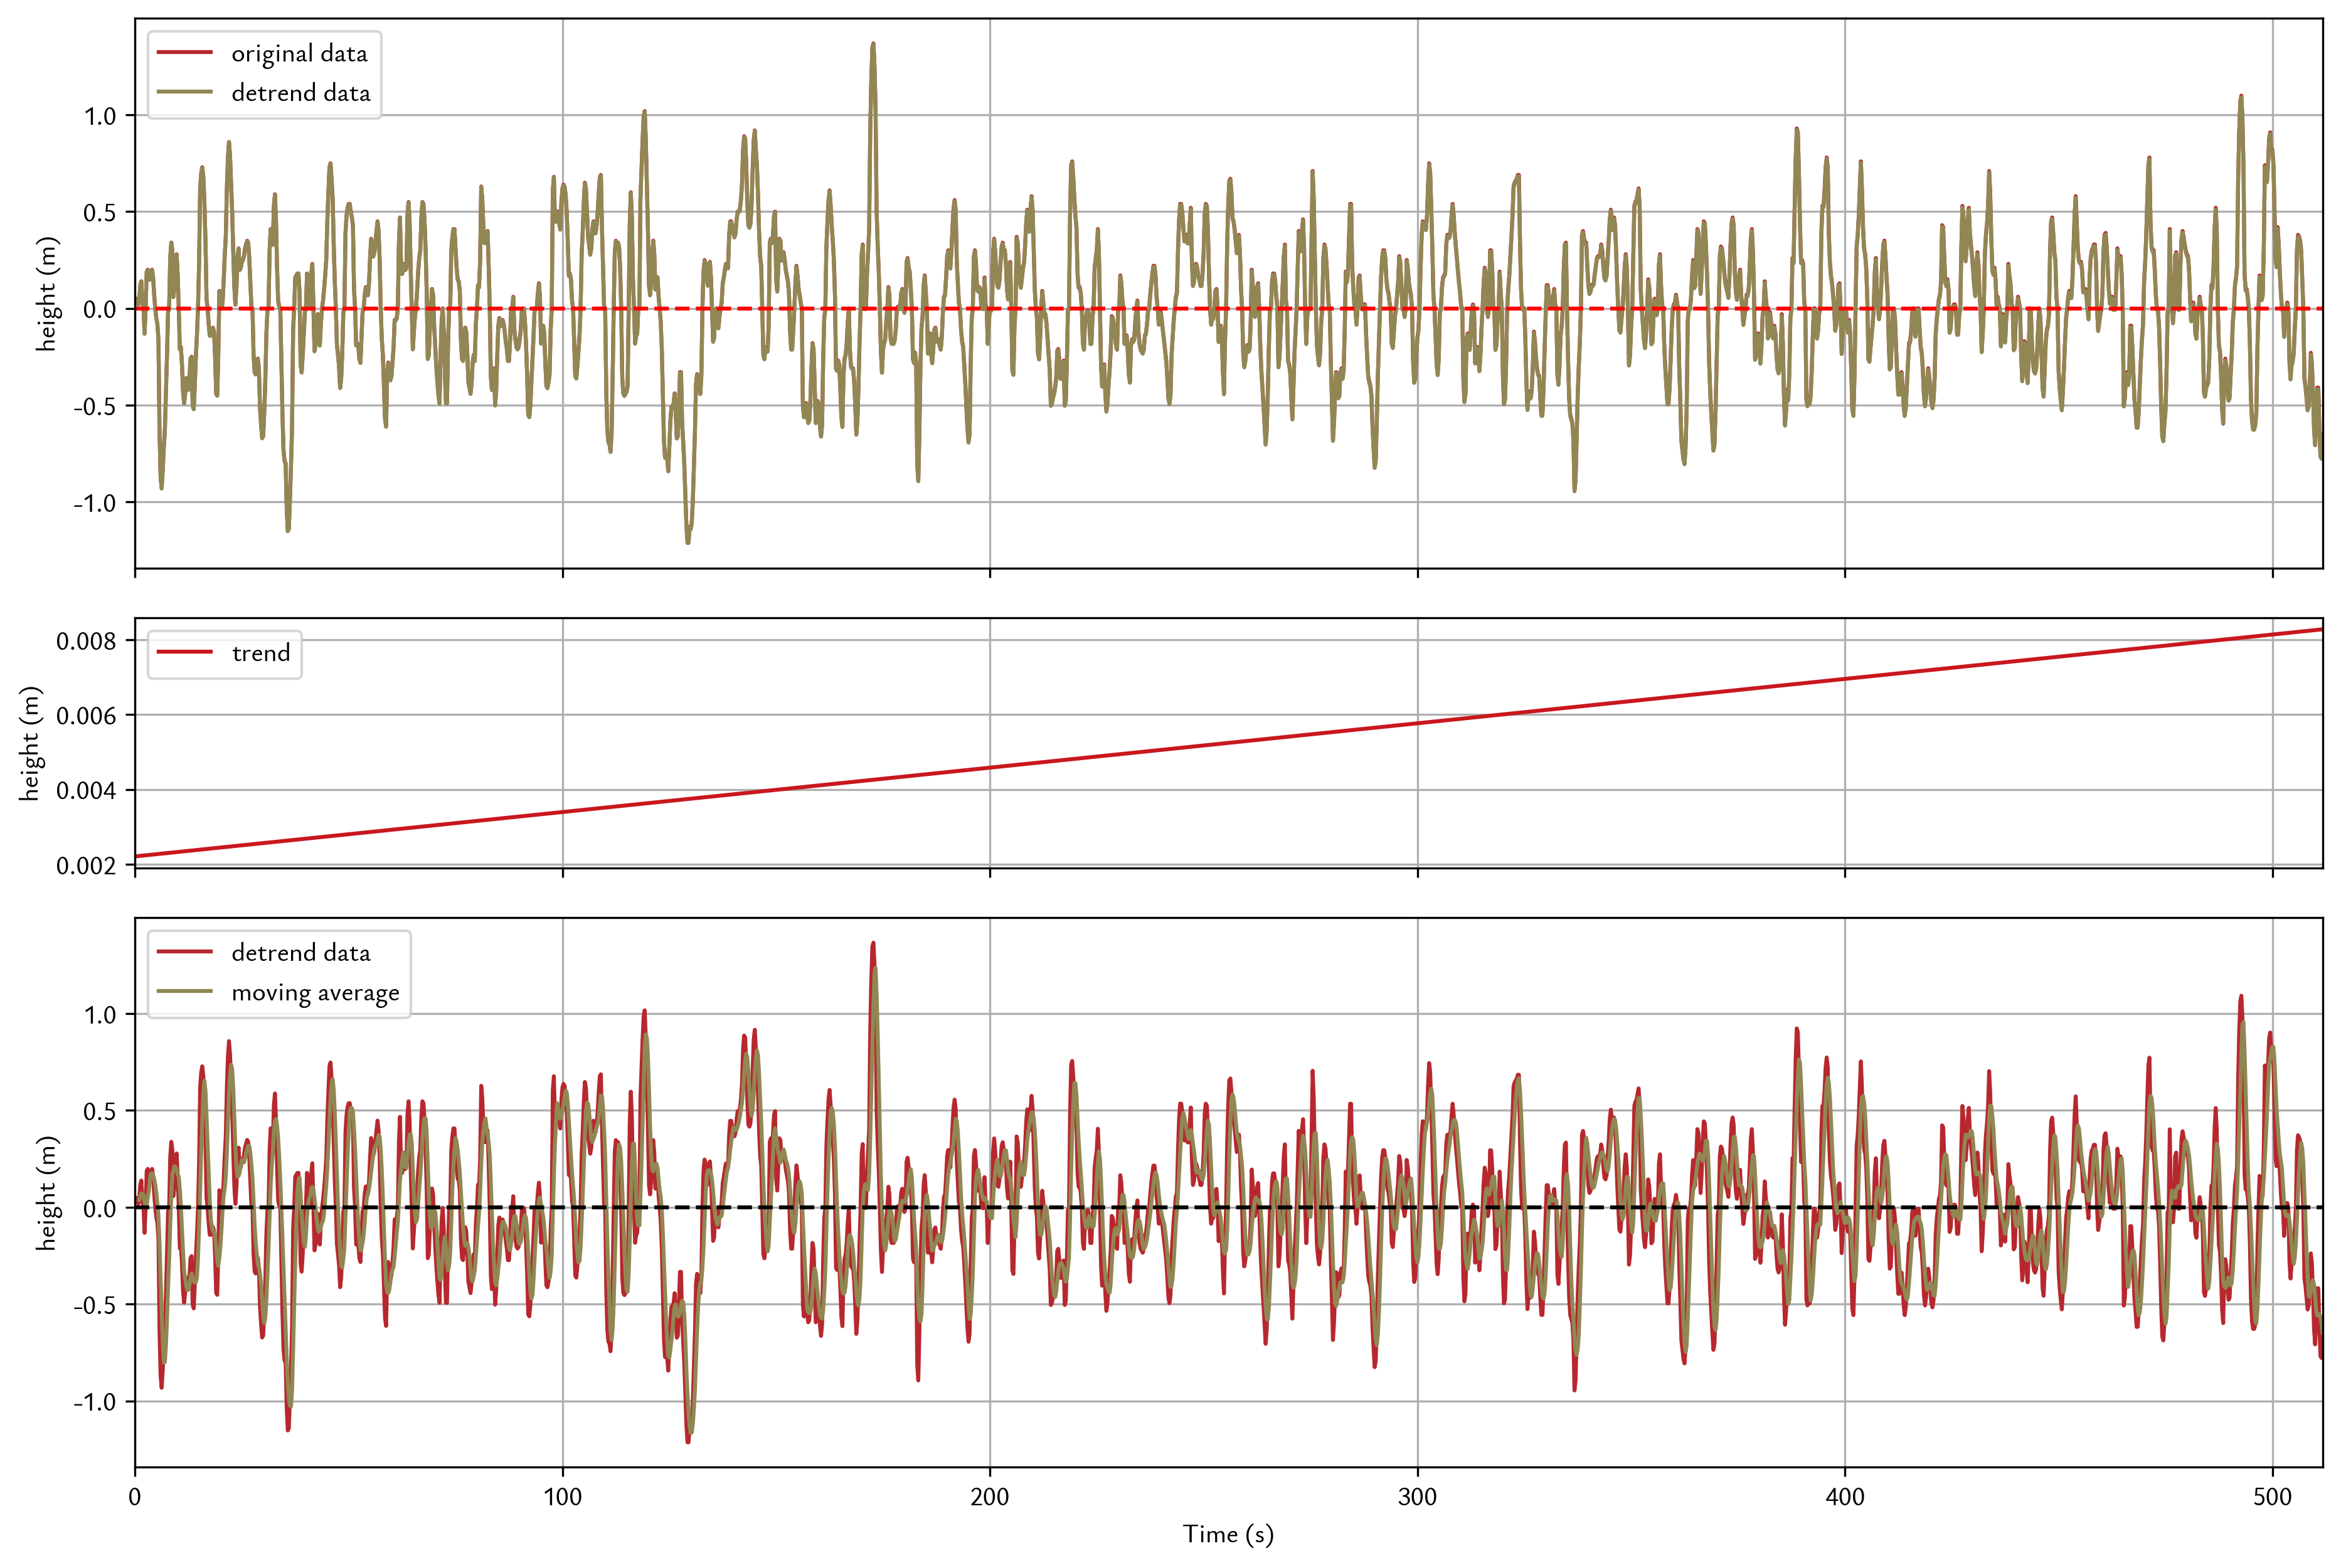 original data
detrend data
height (m)
1.0
0.5
0.0
-0.5
-1.0
trend
height (m)
0.008
0.006
0.004
0.002
detrend data
moving average
height (m)
1.0
0.5
0.0
-0.5
-1.0
0 100 200 300 400 500
Time (s)